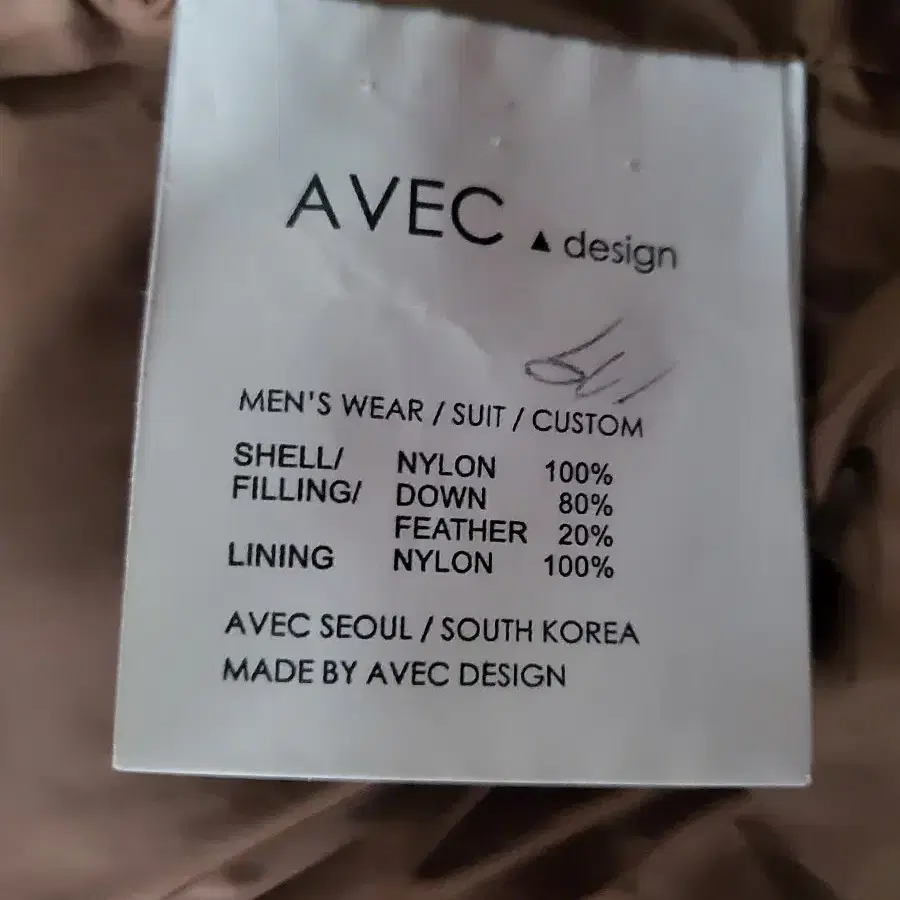 AVEC ▲ design
MEN'S WEAR / SUIT / CUSTOM
SHELL/ NYLON 100%
FILLING/ DOWN 80%
FEATHER 20%
LINING NYLON 100%
AVEC SEOUL / SOUTH KOREA
MADE BY AVEC DESIGN